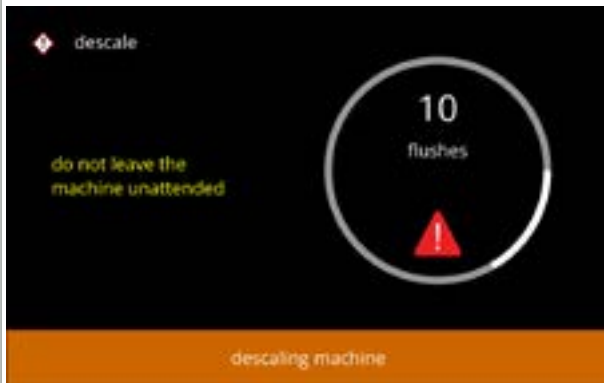 descale
10
flushes
do not leave the
machine unattended
!
descaling machine